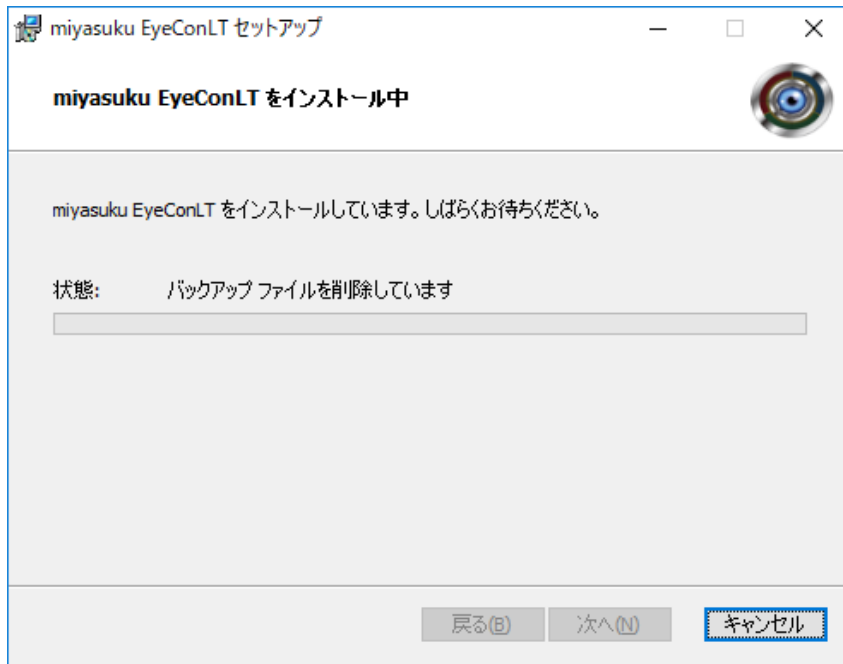 miyasuku EyeConLT セットアップ
miyasuku EyeConLT をインストール中
miyasuku EyeConLT をインストールしています。しばらくお待ちください。
状態: バックアップ ファイルを削除しています
戻る(B) 次へ(N) キャンセル